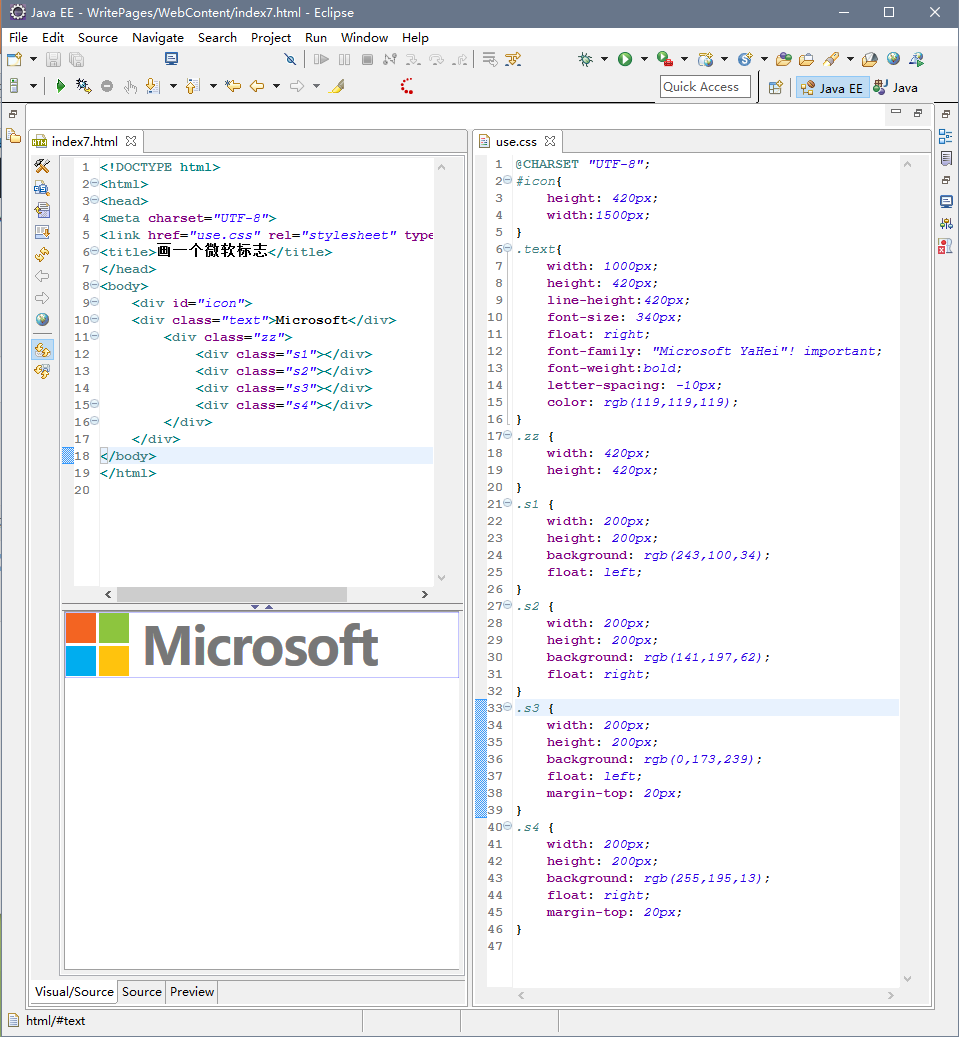 Java EE - WritePages/WebContent/index7.html - Eclipse
File Edit Source Navigate Search Project Run Window Help
Quick Access
Java EE
Java
index7.html
1 <!DOCTYPE html>
2 <html>
3 <head>
4 <meta charset="UTF-8">
5 <link href="use.css" rel="stylesheet" type
6 <title>画一个微软标志</title>
7 </head>
8 <body>
9 <div id="icon">
10 <div class="text">Microsoft</div>
11 <div class="zz">
12 <div class="s1"></div>
13 <div class="s2"></div>
14 <div class="s3"></div>
15 <div class="s4"></div>
16 </div>
17 </div>
18 </body>
19 </html>
20
Microsoft
Visual/Source Source Preview
use.css
1 @CHARSET "UTF-8";
2 #icon{
3 height: 420px;
4 width:1500px;
5 }
6 .text{
7 width: 1000px;
8 height: 420px;
9 line-height:420px;
10 font-size: 340px;
11 float: right;
12 font-family: "Microsoft YaHei"! important;
13 font-weight:bold;
14 letter-spacing: -10px;
15 color: rgb(119,119,119);
16 }
17 .zz {
18 width: 420px;
19 height: 420px;
20 }
21 .s1 {
22 width: 200px;
23 height: 200px;
24 background: rgb(243,100,34);
25 float: left;
26 }
27 .s2 {
28 width: 200px;
29 height: 200px;
30 background: rgb(141,197,62);
31 float: right;
32 }
33 .s3 {
34 width: 200px;
35 height: 200px;
36 background: rgb(0,173,239);
37 float: left;
38 margin-top: 20px;
39 }
40 .s4 {
41 width: 200px;
42 height: 200px;
43 background: rgb(255,195,13);
44 float: right;
45 margin-top: 20px;
46 }
47
html/#text